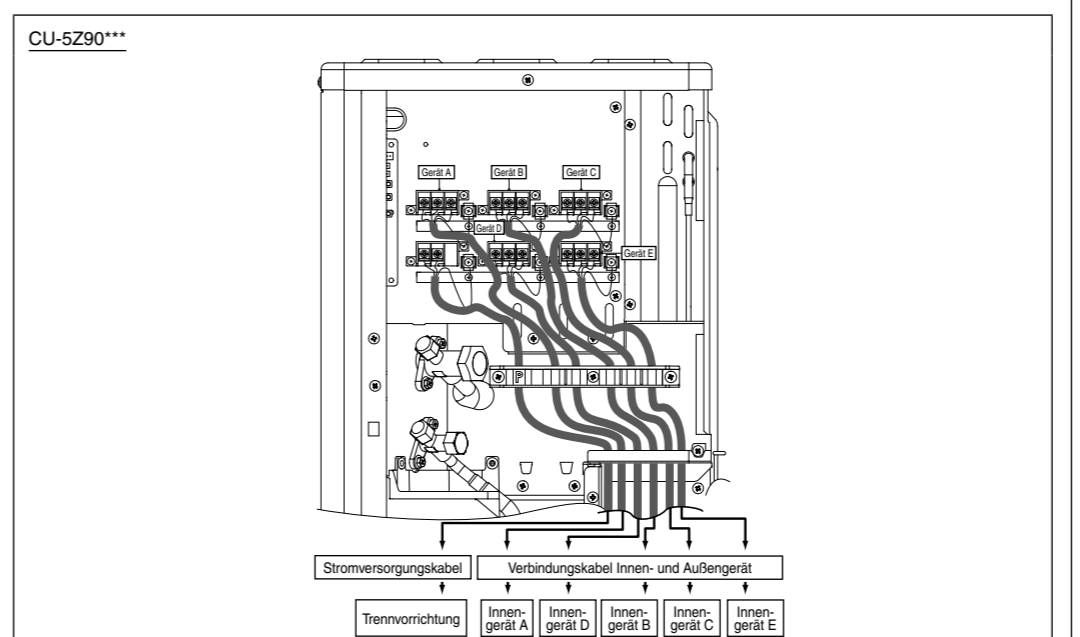 CU-5Z90***
Gerät A
Gerät B
Gerät C
Gerät D
Gerät E
P
Stromversorgungskabel
Verbindungskabel Innen- und Außengerät
Trennvorrichtung
Innen-
gerät A
Innen-
gerät D
Innen-
gerät B
Innen-
gerät C
Innen-
gerät E